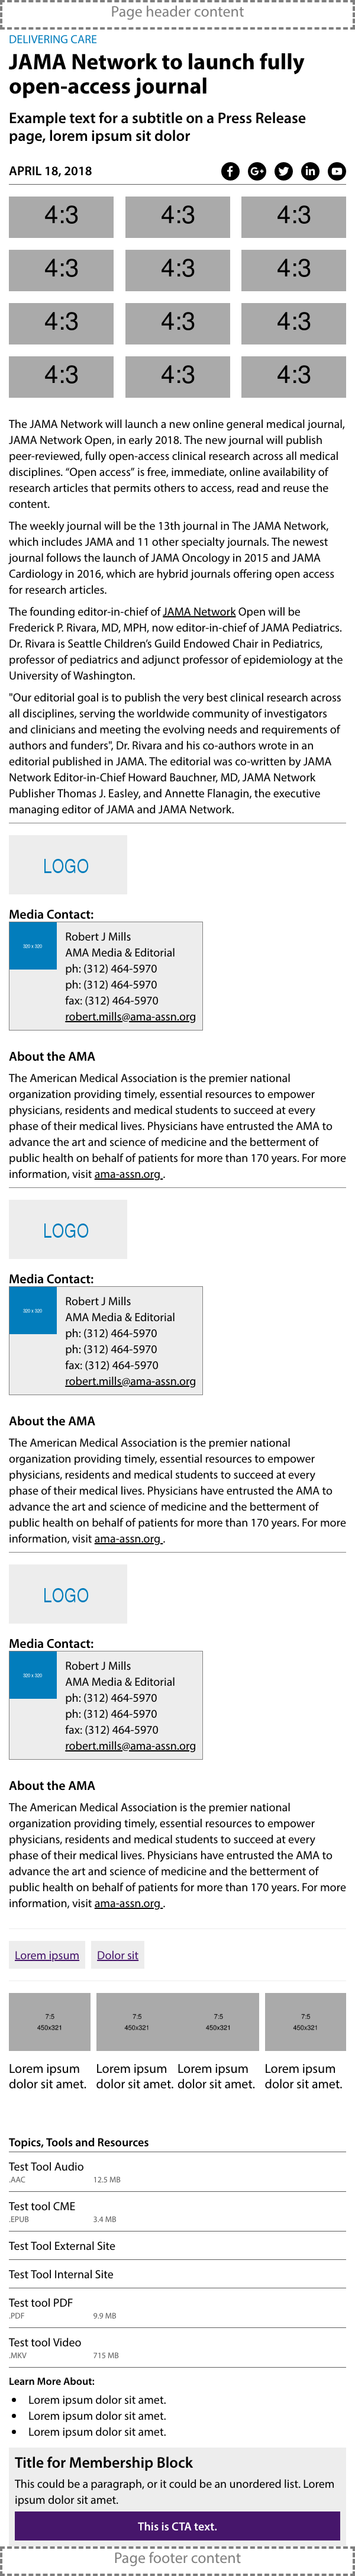 Page header content
DELIVERING CARE
JAMA Network to launch fully
open-access journal
Example text for a subtitle on a Press Release
page, lorem ipsum sit dolor
APRIL 18, 2018
4:3 4:3 4:3
4:3 4:3 4:3
4:3 4:3 4:3
4:3 4:3 4:3
The JAMA Network will launch a new online general medical journal,
JAMA Network Open, in early 2018. The new journal will publish
peer-reviewed, fully open-access clinical research across all medical
disciplines. “Open access” is free, immediate, online availability of
research articles that permits others to access, read and reuse the
content.
The weekly journal will be the 13th journal in The JAMA Network,
which includes JAMA and 11 other specialty journals. The newest
journal follows the launch of JAMA Oncology in 2015 and JAMA
Cardiology in 2016, which are hybrid journals offering open access
for research articles.
The founding editor-in-chief of JAMA Network Open will be
Frederick P. Rivara, MD, MPH, now editor-in-chief of JAMA Pediatrics.
Dr. Rivara is Seattle Children’s Guild Endowed Chair in Pediatrics,
professor of pediatrics and adjunct professor of epidemiology at the
University of Washington.
"Our editorial goal is to publish the very best clinical research across
all disciplines, serving the worldwide community of investigators
and clinicians and meeting the evolving needs and requirements of
authors and funders", Dr. Rivara and his co-authors wrote in an
editorial published in JAMA. The editorial was co-written by JAMA
Network Editor-in-Chief Howard Bauchner, MD, JAMA Network
Publisher Thomas J. Easley, and Annette Flanagin, the executive
managing editor of JAMA and JAMA Network.
LOGO
Media Contact:
320 x 320
Robert J Mills
AMA Media & Editorial
ph: (312) 464-5970
ph: (312) 464-5970
fax: (312) 464-5970
robert.mills@ama-assn.org
About the AMA
The American Medical Association is the premier national
organization providing timely, essential resources to empower
physicians, residents and medical students to succeed at every
phase of their medical lives. Physicians have entrusted the AMA to
advance the art and science of medicine and the betterment of
public health on behalf of patients for more than 170 years. For more
information, visit ama-assn.org .
LOGO
Media Contact:
320 x 320
Robert J Mills
AMA Media & Editorial
ph: (312) 464-5970
ph: (312) 464-5970
fax: (312) 464-5970
robert.mills@ama-assn.org
About the AMA
The American Medical Association is the premier national
organization providing timely, essential resources to empower
physicians, residents and medical students to succeed at every
phase of their medical lives. Physicians have entrusted the AMA to
advance the art and science of medicine and the betterment of
public health on behalf of patients for more than 170 years. For more
information, visit ama-assn.org .
LOGO
Media Contact:
320 x 320
Robert J Mills
AMA Media & Editorial
ph: (312) 464-5970
ph: (312) 464-5970
fax: (312) 464-5970
robert.mills@ama-assn.org
About the AMA
The American Medical Association is the premier national
organization providing timely, essential resources to empower
physicians, residents and medical students to succeed at every
phase of their medical lives. Physicians have entrusted the AMA to
advance the art and science of medicine and the betterment of
public health on behalf of patients for more than 170 years. For more
information, visit ama-assn.org .
Lorem ipsum Dolor sit
7:5 7:5 7:5 7:5
450x321 450x321 450x321 450x321
Lorem ipsum Lorem ipsum Lorem ipsum Lorem ipsum
dolor sit amet. dolor sit amet. dolor sit amet. dolor sit amet.
Topics, Tools and Resources
Test Tool Audio
.AAC 12.5 MB
Test tool CME
.EPUB 3.4 MB
Test Tool External Site
Test Tool Internal Site
Test tool PDF
.PDF 9.9 MB
Test tool Video
.MKV 715 MB
Learn More About:
• Lorem ipsum dolor sit amet.
• Lorem ipsum dolor sit amet.
• Lorem ipsum dolor sit amet.
Title for Membership Block
This could be a paragraph, or it could be an unordered list. Lorem
ipsum dolor sit amet.
This is CTA text.
Page footer content